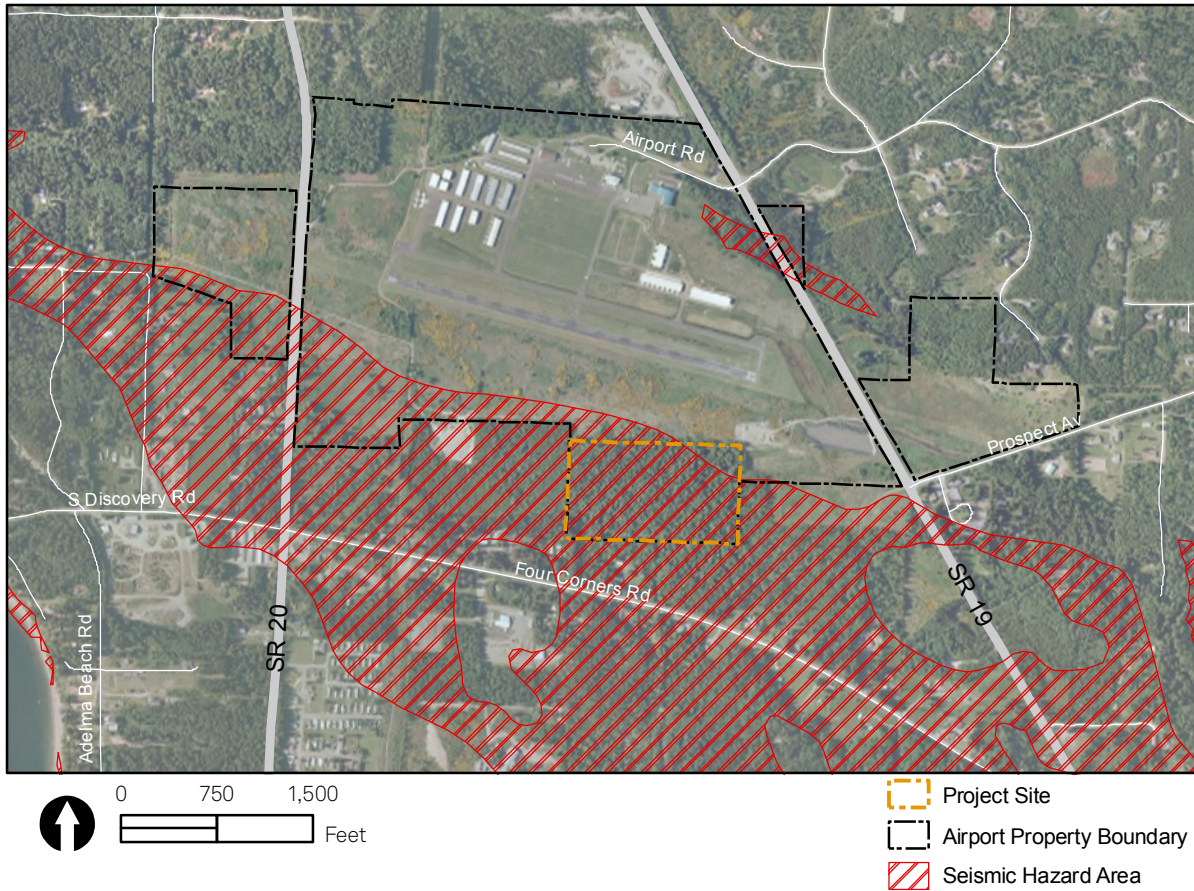 Airport Rd
Prospect Av
S Discovery Rd
Four Corners Rd
SR 20
SR 19
Adelma Beach Rd
0 750 1,500
Feet
Project Site
Airport Property Boundary
Seismic Hazard Area